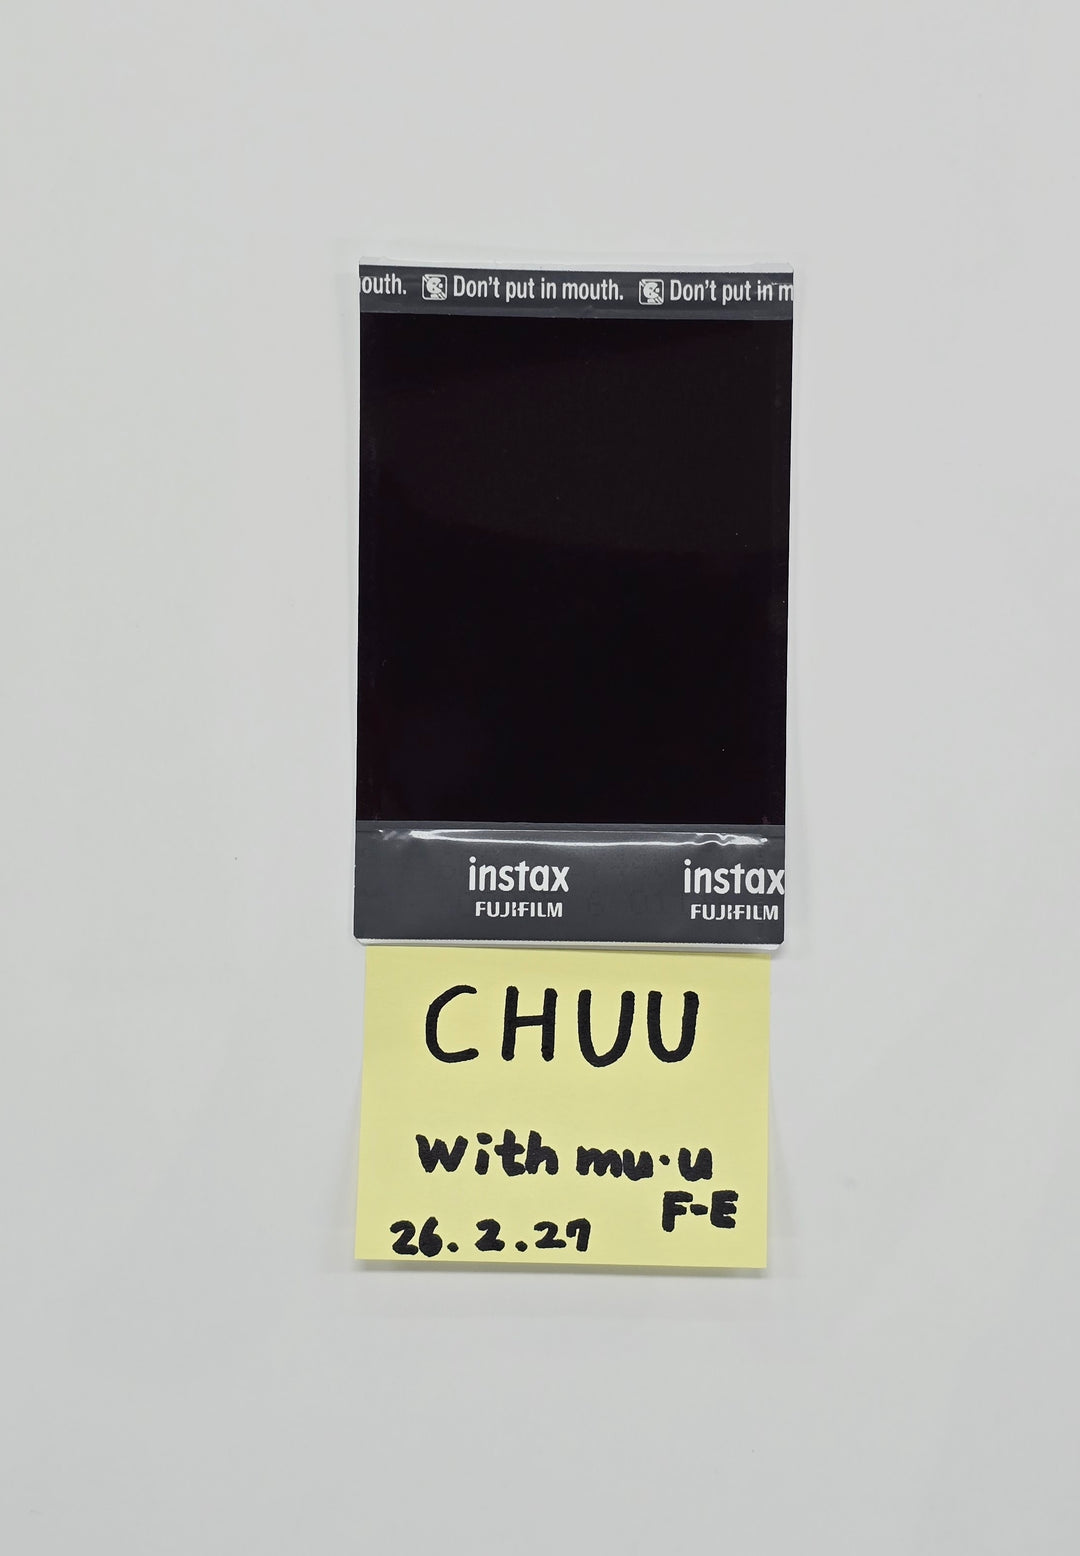 outh. Don't put in mouth. Don't put in m
instax instax
FUJIFILM FUJIFILM
CHUU
with mu·u
F-E
26.2.27